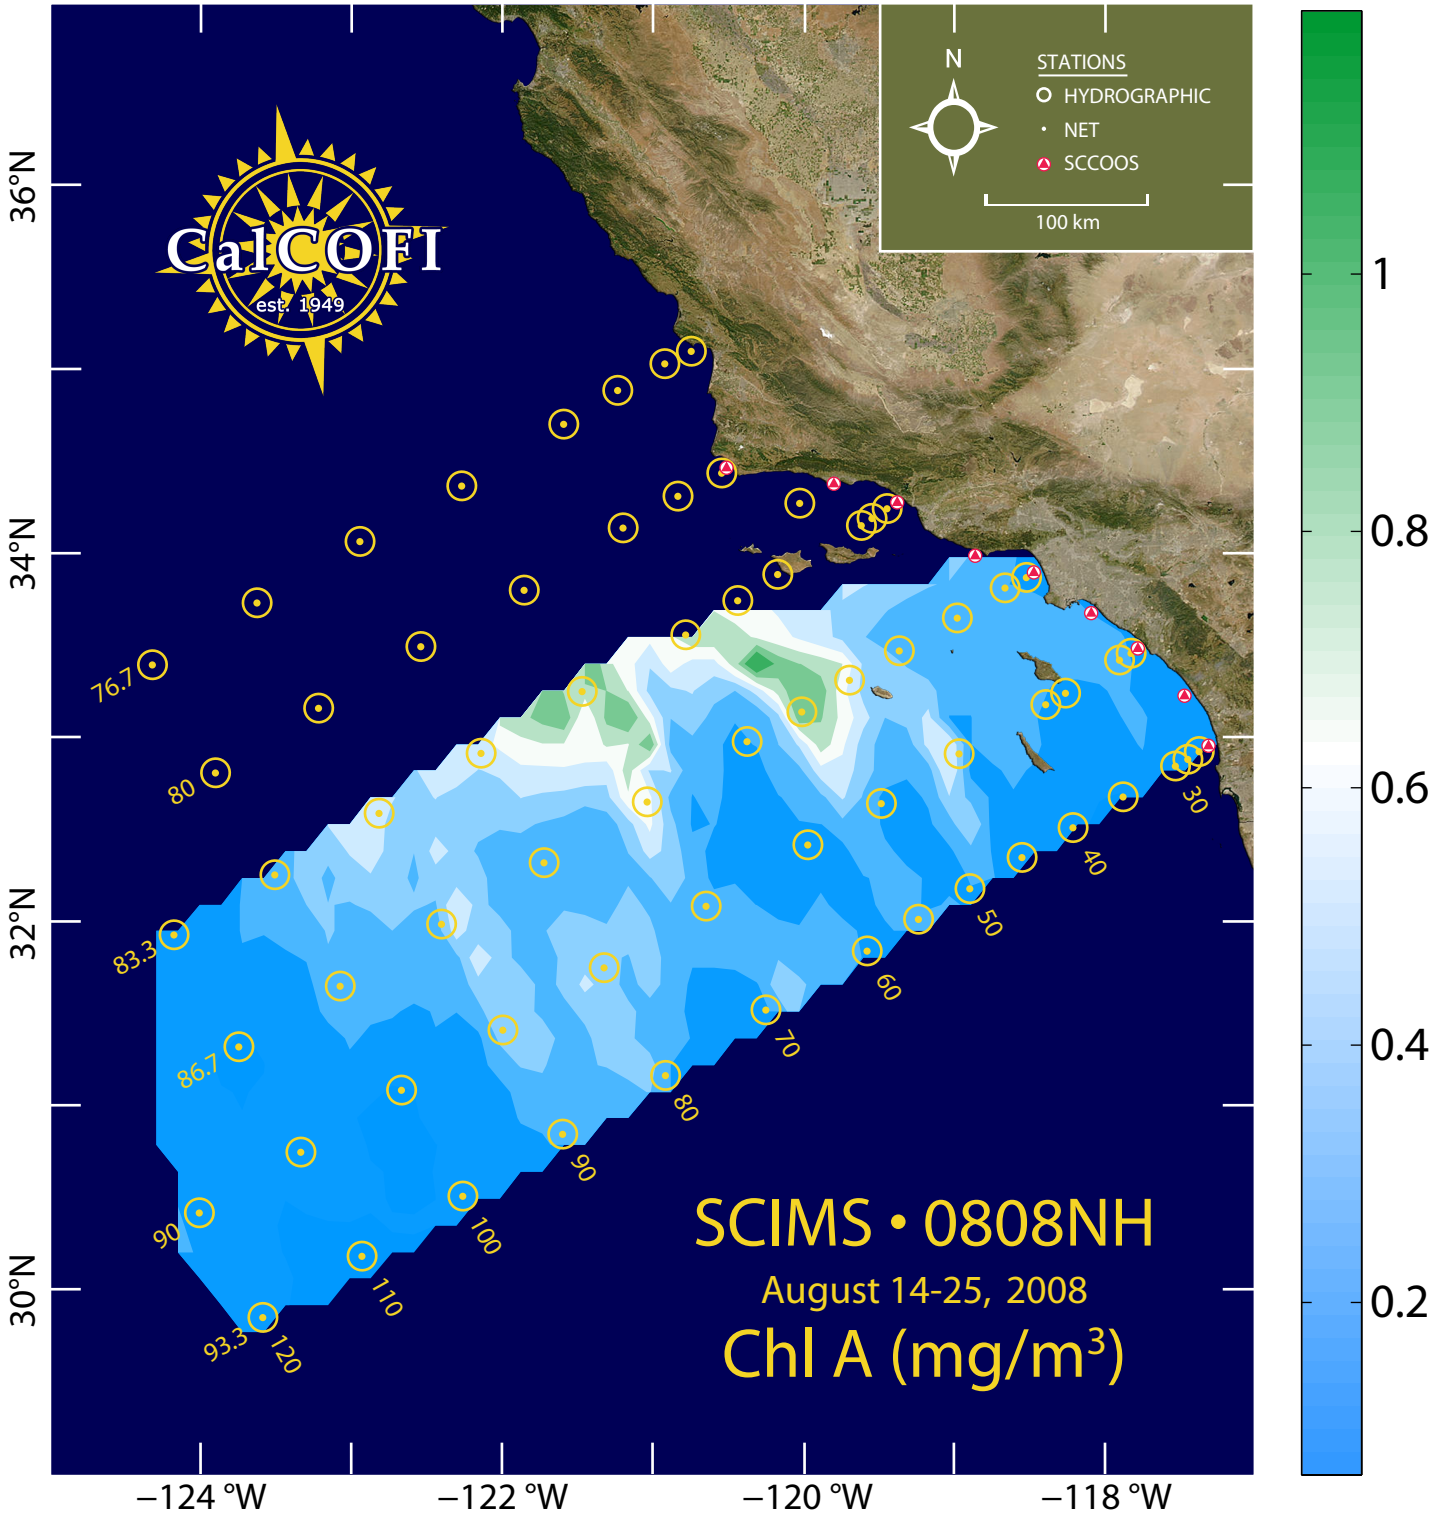 N
STATIONS
HYDROGRAPHIC
NET
SCCOOS
100 km
CalCOFI
est. 1949
36°N
34°N
32°N
30°N
76.7
80
83.3
86.7
90
93.3
30
40
50
60
70
80
90
100
110
120
SCIMS • 0808NH
August 14-25, 2008
Chl A (mg/m³)
−124 °W
−122 °W
−120 °W
−118 °W
1
0.8
0.6
0.4
0.2